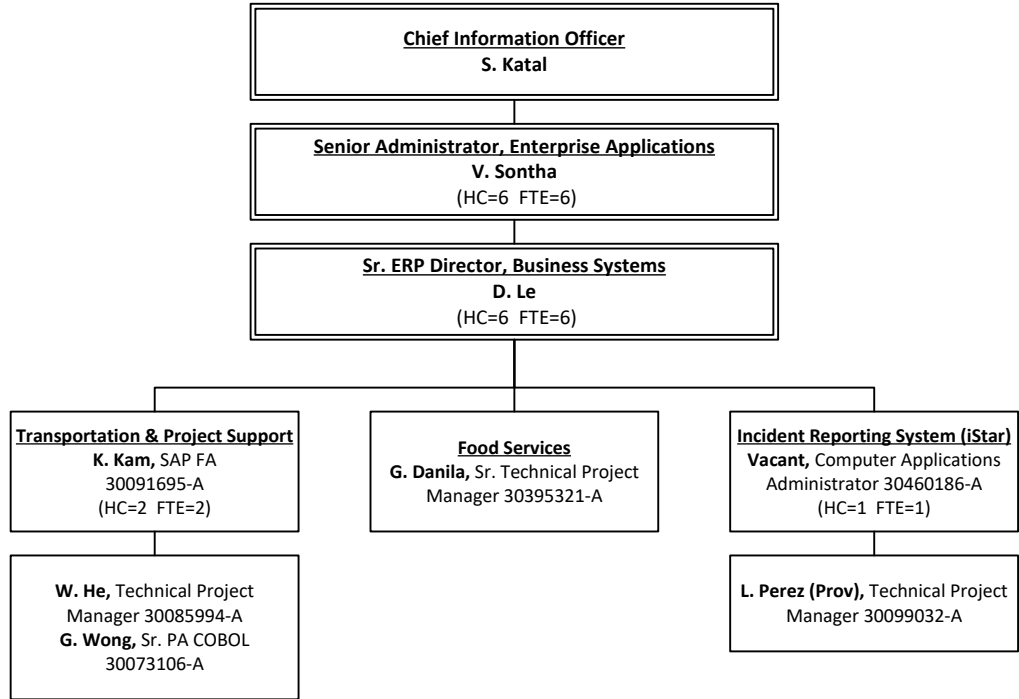 Chief Information Officer
S. Katal
Senior Administrator, Enterprise Applications
V. Sontha
(HC=6 FTE=6)
Sr. ERP Director, Business Systems
D. Le
(HC=6 FTE=6)
Transportation & Project Support
K. Kam, SAP FA
30091695-A
(HC=2 FTE=2)
W. He, Technical Project
Manager 30085994-A
G. Wong, Sr. PA COBOL
30073106-A
Food Services
G. Danila, Sr. Technical Project
Manager 30395321-A
Incident Reporting System (iStar)
Vacant, Computer Applications
Administrator 30460186-A
(HC=1 FTE=1)
L. Perez (Prov), Technical Project
Manager 30099032-A